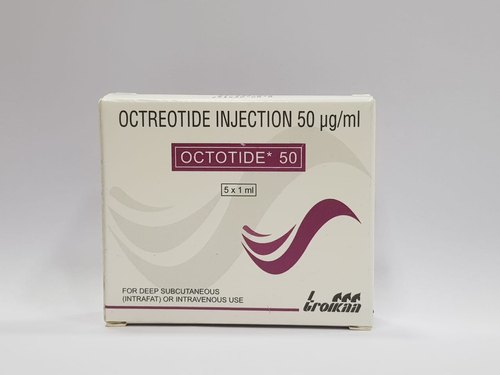 OCTREOTIDE INJECTION 50 µg/ml
OCTOTIDE* 50
5 x 1 ml
FOR DEEP SUBCUTANEOUS
(INTRAFAT) OR INTRAVENOUS USE
troikaa